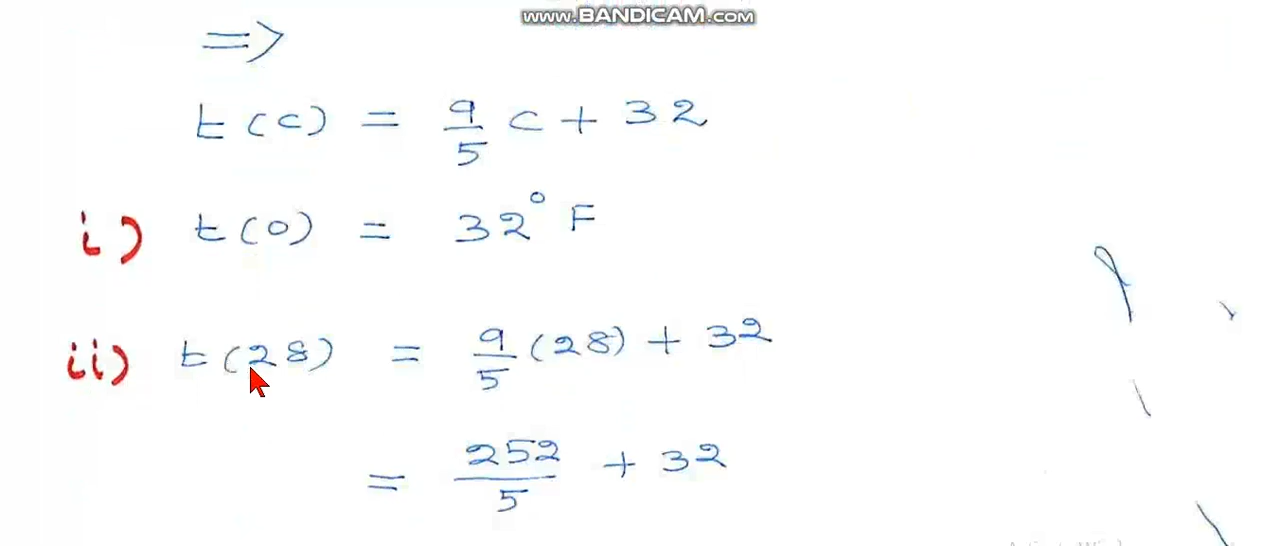 www.BANDICAM.com
=>
t(c) = 9/5 c + 32
i) t(0) = 32° F
ii) t(28) = 9/5 (28) + 32
= 252/5 + 32